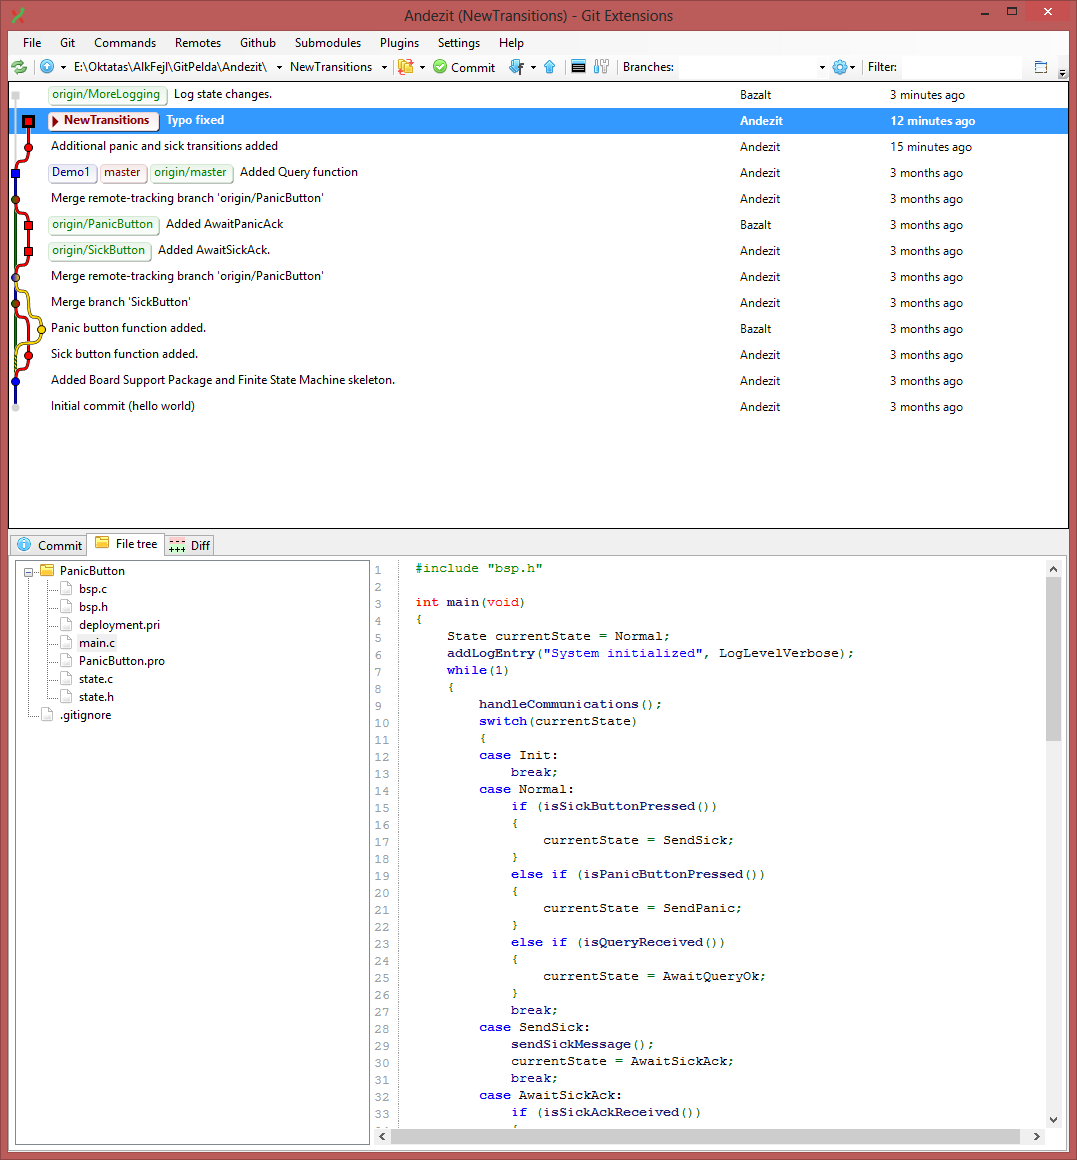 Andezit (NewTransitions) - Git Extensions
File Git Commands Remotes Github Submodules Plugins Settings Help
E:\Oktatas\AlkFejl\GitPelda\Andezit\ NewTransitions Commit Branches: Filter:
origin/MoreLogging Log state changes. Bazalt 3 minutes ago
NewTransitions Typo fixed Andezit 12 minutes ago
Additional panic and sick transitions added Andezit 15 minutes ago
Demo1 master origin/master Added Query function Andezit 3 months ago
Merge remote-tracking branch 'origin/PanicButton' Andezit 3 months ago
origin/PanicButton Added AwaitPanicAck Bazalt 3 months ago
origin/SickButton Added AwaitSickAck. Andezit 3 months ago
Merge remote-tracking branch 'origin/PanicButton' Andezit 3 months ago
Merge branch 'SickButton' Andezit 3 months ago
Panic button function added. Bazalt 3 months ago
Sick button function added. Andezit 3 months ago
Added Board Support Package and Finite State Machine skeleton. Andezit 3 months ago
Initial commit (hello world) Andezit 3 months ago
Commit File tree Diff
PanicButton
bsp.c
bsp.h
deployment.pri
main.c
PanicButton.pro
state.c
state.h
.gitignore
1 #include "bsp.h"
2
3 int main(void)
4 {
5 State currentState = Normal;
6 addLogEntry("System initialized", LogLevelVerbose);
7 while(1)
8 {
9 handleCommunications();
10 switch(currentState)
11 {
12 case Init:
13 break;
14 case Normal:
15 if (isSickButtonPressed())
16 {
17 currentState = SendSick;
18 }
19 else if (isPanicButtonPressed())
20 {
21 currentState = SendPanic;
22 }
23 else if (isQueryReceived())
24 {
25 currentState = AwaitQueryOk;
26 }
27 break;
28 case SendSick:
29 sendSickMessage();
30 currentState = AwaitSickAck;
31 break;
32 case AwaitSickAck:
33 if (isSickAckReceived())